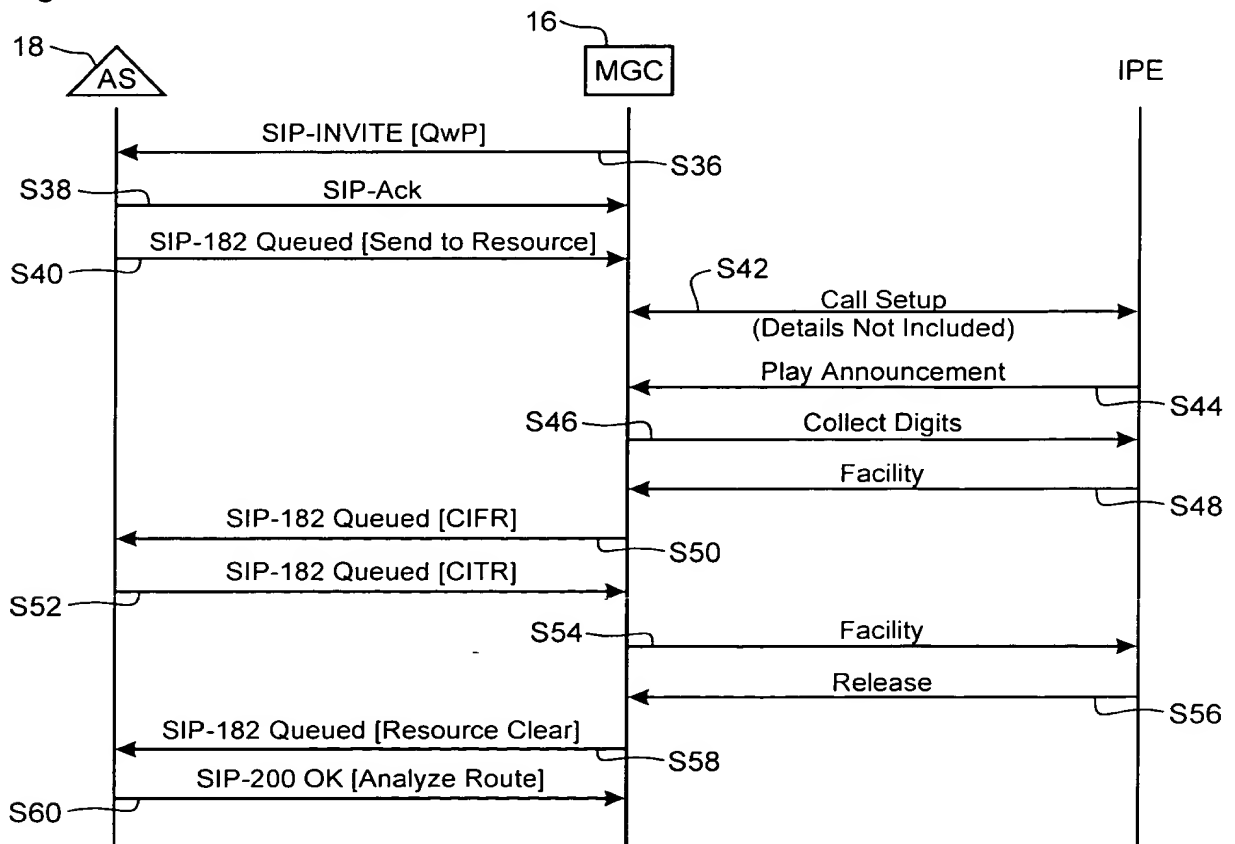 18
AS
16
MGC
IPE
SIP-INVITE [QwP]
S36
S38
SIP-Ack
SIP-182 Queued [Send to Resource]
S40
S42
Call Setup
(Details Not Included)
Play Announcement
S44
S46
Collect Digits
Facility
S48
SIP-182 Queued [CIFR]
S50
SIP-182 Queued [CITR]
S52
S54
Facility
Release
S56
SIP-182 Queued [Resource Clear]
S58
SIP-200 OK [Analyze Route]
S60